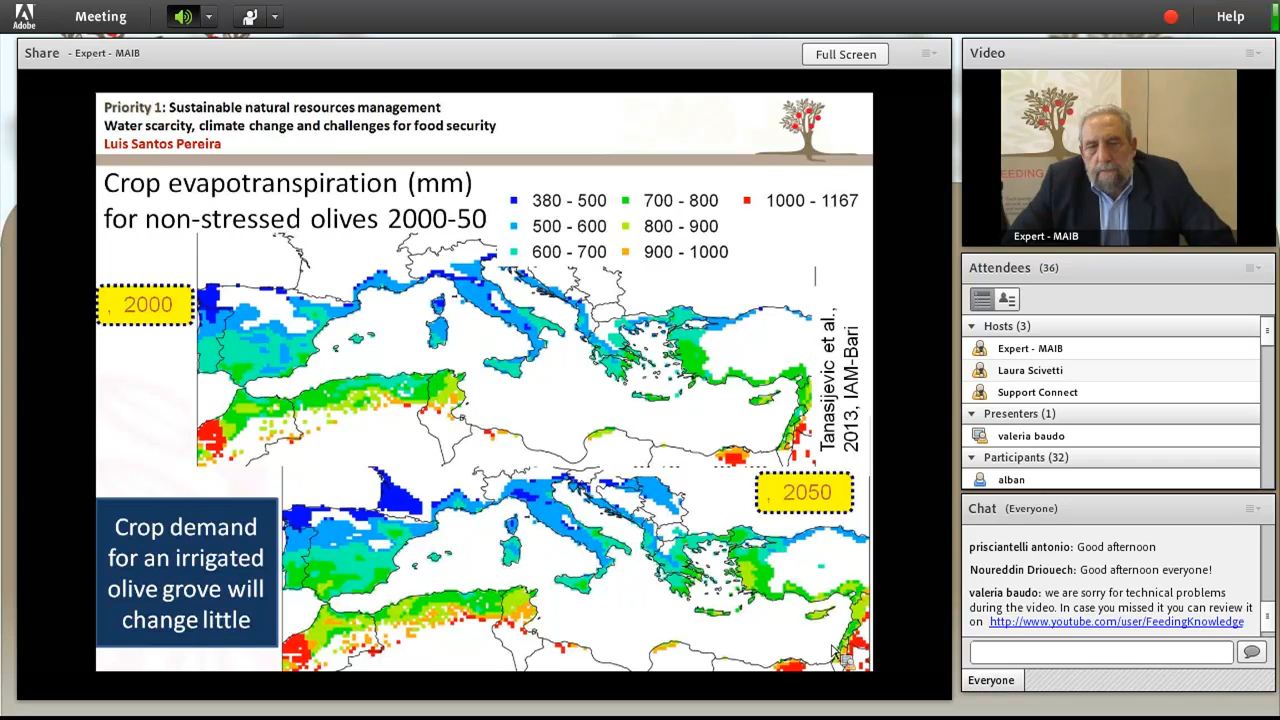 Adobe
Meeting
Help
Share - Expert - MAIB
Full Screen
Priority 1: Sustainable natural resources management
Water scarcity, climate change and challenges for food security
Luis Santos Pereira
Crop evapotranspiration (mm)
for non-stressed olives 2000-50
380 - 500
700 - 800
1000 - 1167
500 - 600
800 - 900
600 - 700
900 - 1000
, 2000
Tanasijevic et al.,
2013, IAM-Bari
, 2050
Crop demand
for an irrigated
olive grove will
change little
Video
EEDING
Expert - MAIB
Attendees (36)
Hosts (3)
Expert - MAIB
Laura Scivetti
Support Connect
Presenters (1)
valeria baudo
Participants (32)
alban
Chat (Everyone)
prisciantelli antonio: Good afternoon
Noureddin Driouech: Good afternoon everyone!
valeria baudo: we are sorry for technical problems
during the video. In case you missed it you can review it
on http://www.youtube.com/user/FeedingKnowledge
Everyone